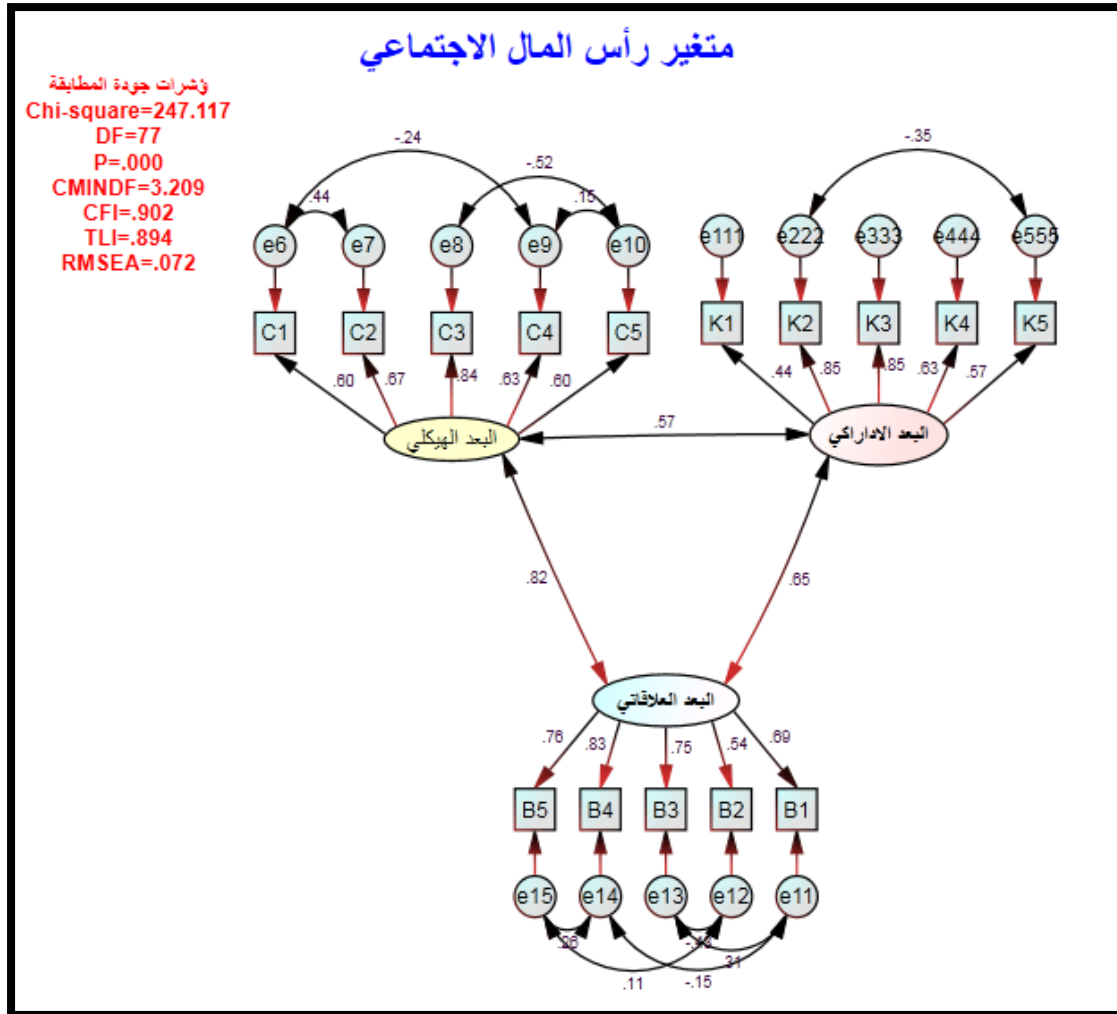 متغير رأس المال الاجتماعي
ؤشرات جودة المطابقة
Chi-square=247.117
DF=77
P=.000
CMINDF=3.209
CFI=.902
TLI=.894
RMSEA=.072
-.24
-.35
-.52
.44
.15
e6 e7 e8 e9 e10
e111 e222 e333 e444 e555
C1 C2 C3 C4 C5
K1 K2 K3 K4 K5
.60 .67 .84 .63 .60
.44 .85 .85 .63 .57
البعد الهيكلي
.57
البعد الاداراكي
.82
.65
البعد العلاقاتي
.76 .83 .75 .54 .69
B5 B4 B3 B2 B1
e15 e14 e13 e12 e11
.26
.31
.11
-.15